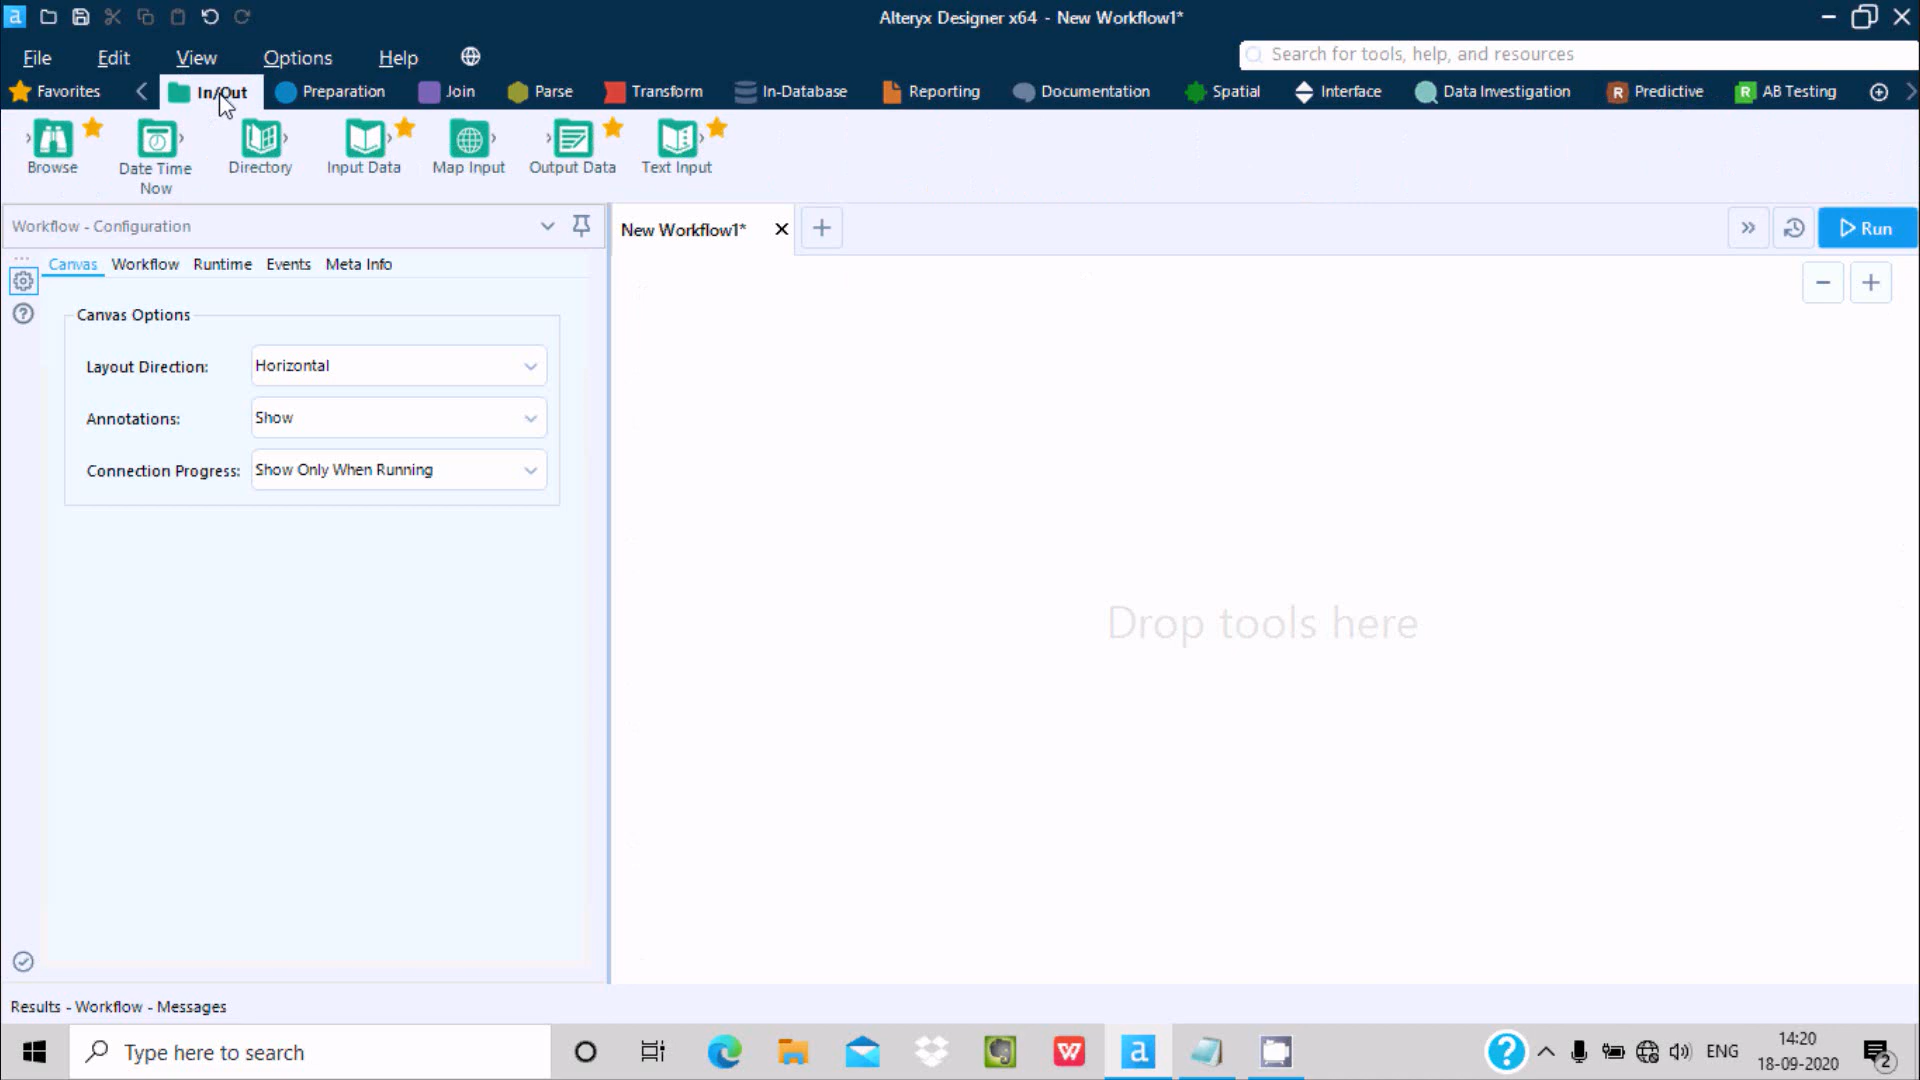 Alteryx Designer x64 - New Workflow1*
File Edit View Options Help
Search for tools, help, and resources
Favorites In/Out Preparation Join Parse Transform In-Database Reporting Documentation Spatial Interface Data Investigation Predictive AB Testing
Browse Date Time Now Directory Input Data Map Input Output Data Text Input
Workflow - Configuration
New Workflow1*
Run
Canvas Workflow Runtime Events Meta Info
Canvas Options
Layout Direction: Horizontal
Annotations: Show
Connection Progress: Show Only When Running
Drop tools here
Results - Workflow - Messages
Type here to search
ENG
14:20
18-09-2020
2